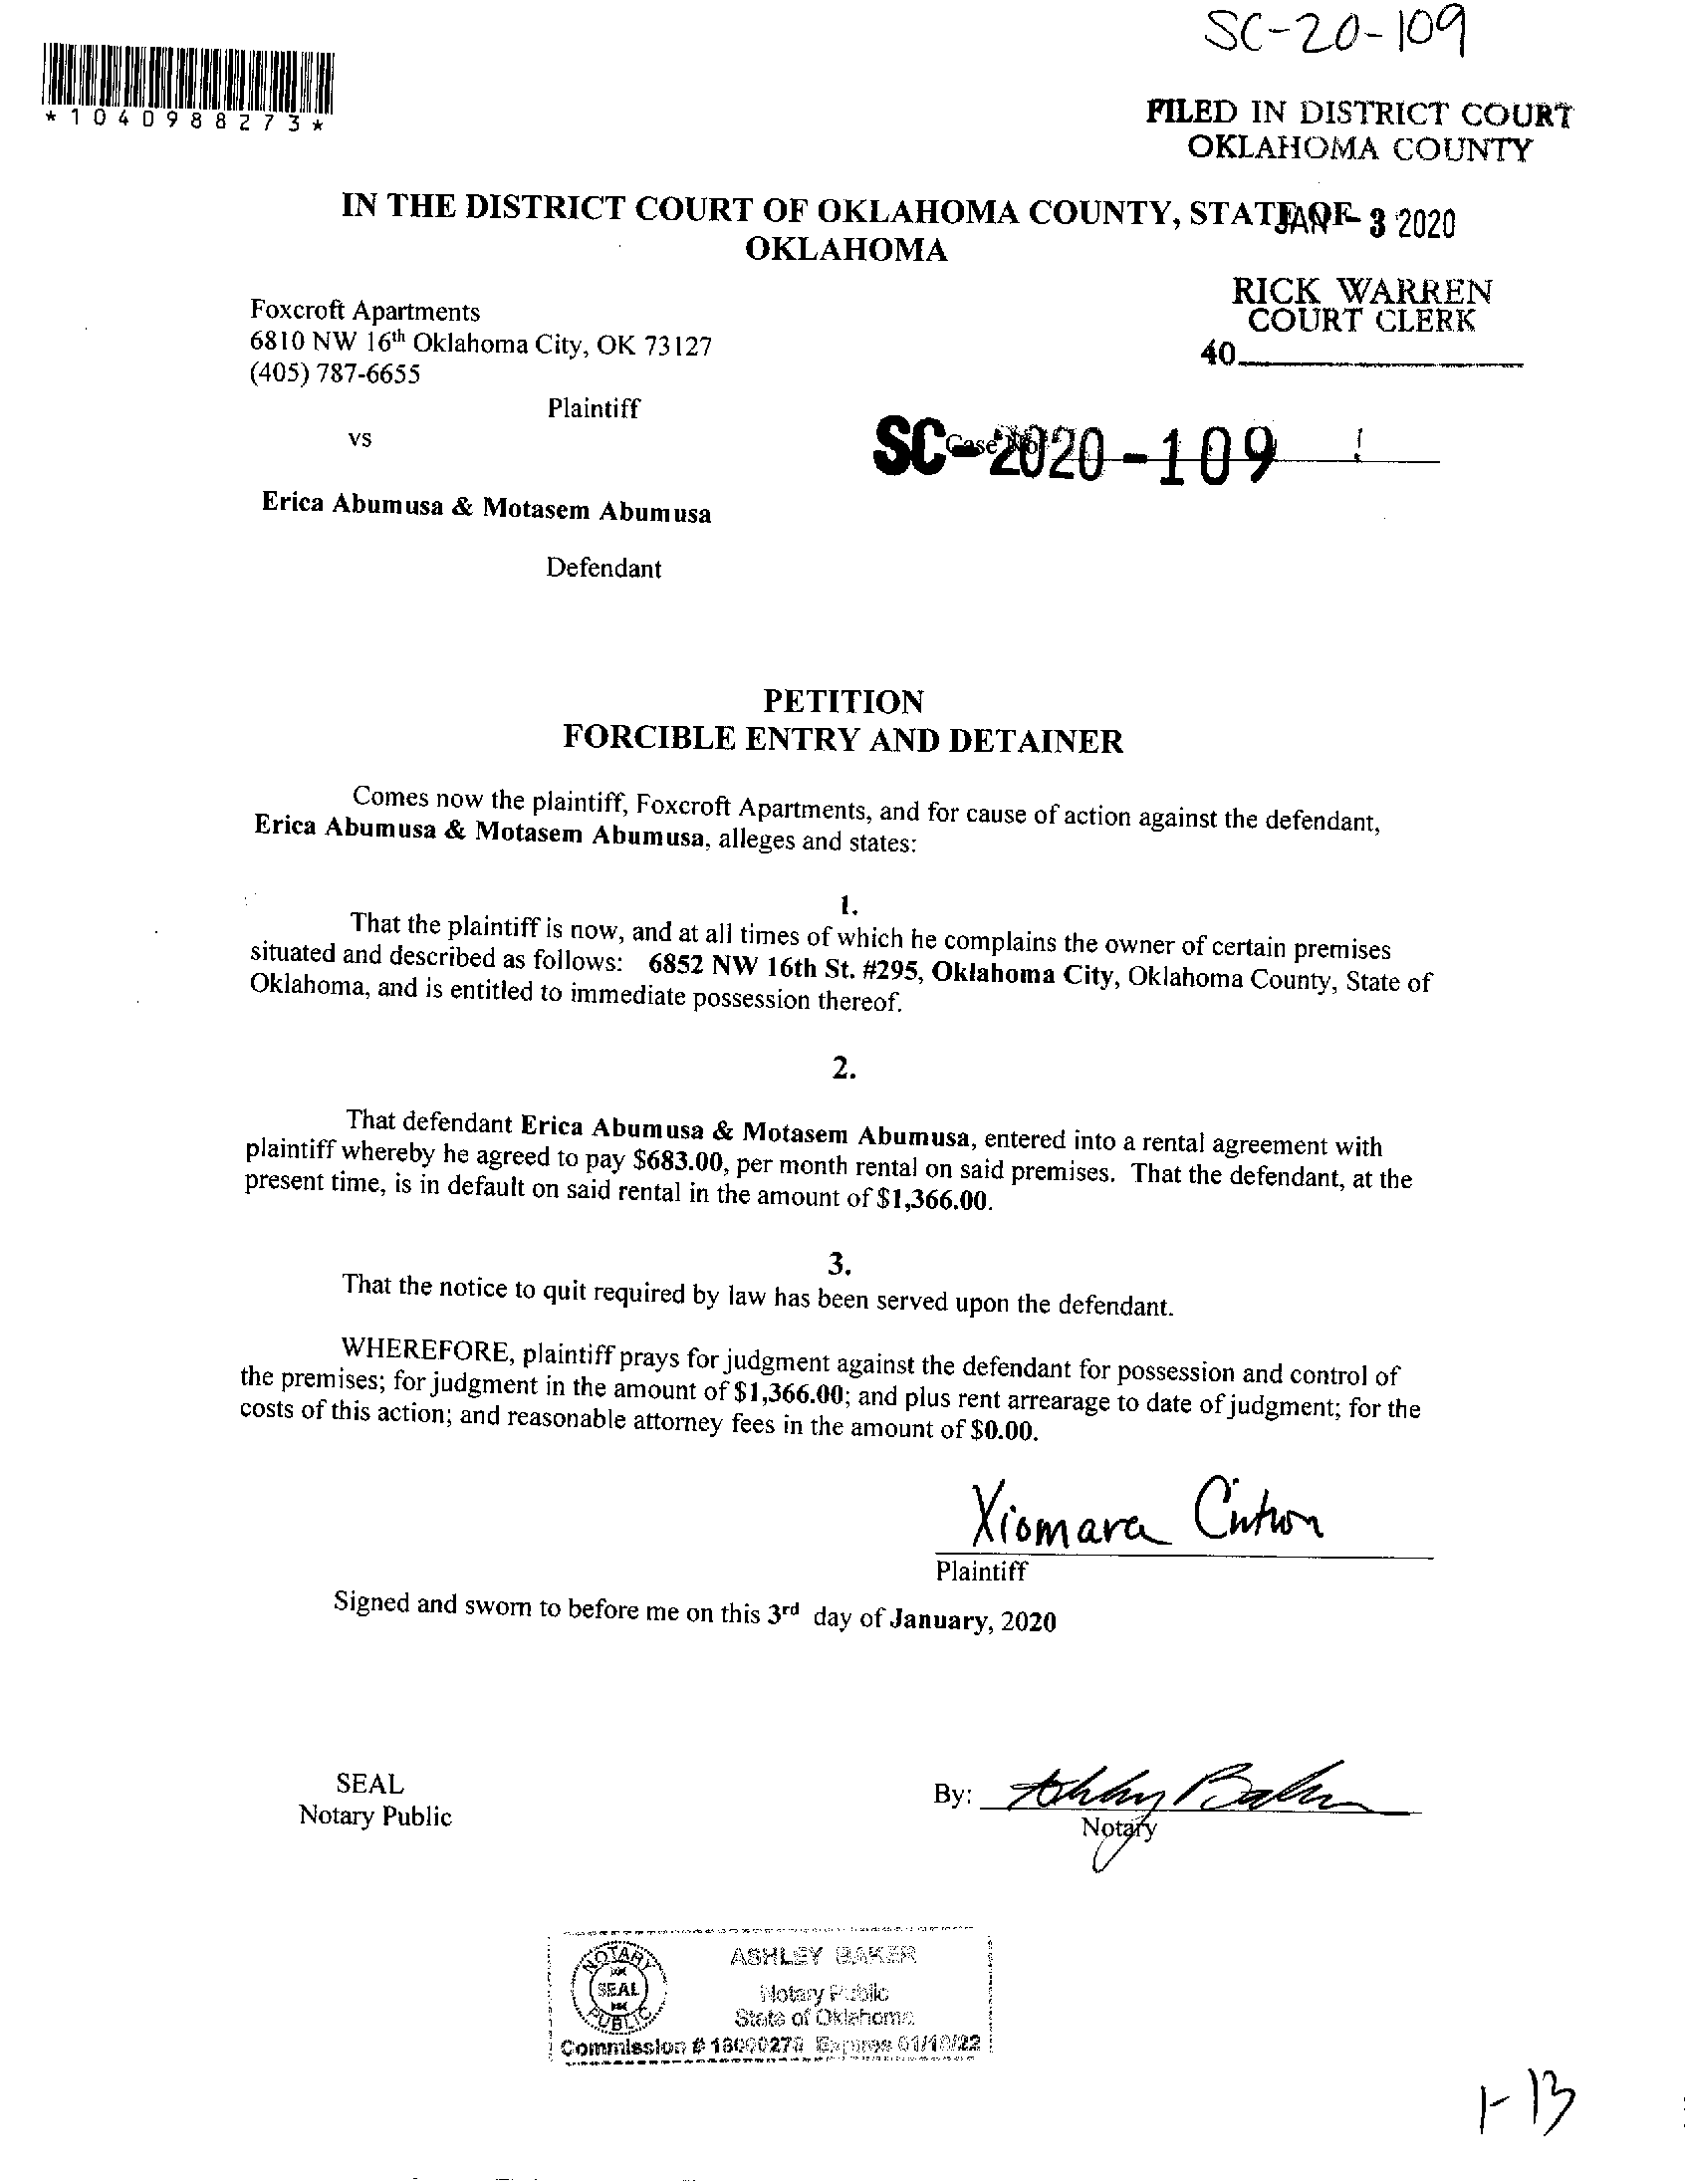 SC-20-109
*1040988273*
FILED IN DISTRICT COURT
OKLAHOMA COUNTY
IN THE DISTRICT COURT OF OKLAHOMA COUNTY, STATE OF
JAN - 3 2020
OKLAHOMA
RICK WARREN
COURT CLERK
40
Foxcroft Apartments
6810 NW 16th Oklahoma City, OK 73127
(405) 787-6655
Plaintiff
vs
Case No.
SC-2020-109
Erica Abumusa & Motasem Abumusa
Defendant
PETITION
FORCIBLE ENTRY AND DETAINER
Comes now the plaintiff, Foxcroft Apartments, and for cause of action against the defendant,
Erica Abumusa & Motasem Abumusa, alleges and states:
1.
That the plaintiff is now, and at all times of which he complains the owner of certain premises
situated and described as follows: 6852 NW 16th St. #295, Oklahoma City, Oklahoma County, State of
Oklahoma, and is entitled to immediate possession thereof.
2.
That defendant Erica Abumusa & Motasem Abumusa, entered into a rental agreement with
plaintiff whereby he agreed to pay $683.00, per month rental on said premises. That the defendant, at the
present time, is in default on said rental in the amount of $1,366.00.
3.
That the notice to quit required by law has been served upon the defendant.
WHEREFORE, plaintiff prays for judgment against the defendant for possession and control of
the premises; for judgment in the amount of $1,366.00; and plus rent arrearage to date of judgment; for the
costs of this action; and reasonable attorney fees in the amount of $0.00.
Xiomara Cintron
Plaintiff
Signed and sworn to before me on this 3rd day of January, 2020
SEAL
Notary Public
By: Ashley Baker
Notary
NOTARY
SEAL
PUBLIC
ASHLEY BAKER
Notary Public
State of Oklahoma
Commission # Expires
1-13